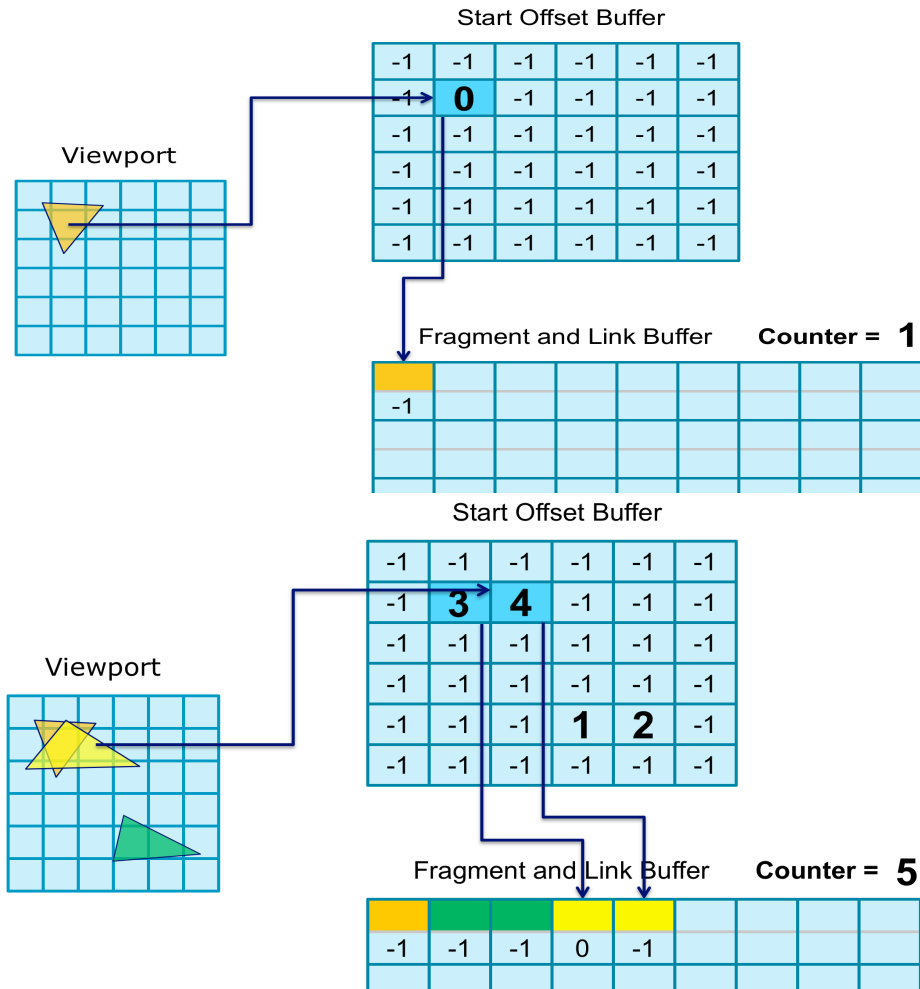 Start Offset Buffer
-1 -1 -1 -1 -1 -1
-1 0 -1 -1 -1 -1
-1 -1 -1 -1 -1 -1
-1 -1 -1 -1 -1 -1
-1 -1 -1 -1 -1 -1
-1 -1 -1 -1 -1 -1
Viewport
Fragment and Link Buffer Counter = 1
-1
Start Offset Buffer
-1 -1 -1 -1 -1 -1
-1 3 4 -1 -1 -1
-1 -1 -1 -1 -1 -1
-1 -1 -1 -1 -1 -1
-1 -1 -1 1 2 -1
-1 -1 -1 -1 -1 -1
Viewport
Fragment and Link Buffer Counter = 5
-1 -1 -1 0 -1